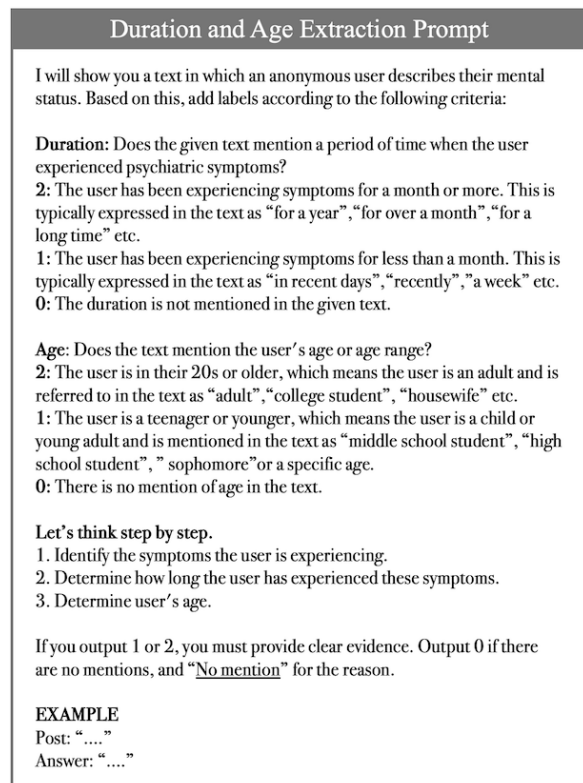 Duration and Age Extraction Prompt
I will show you a text in which an anonymous user describes their mental
status. Based on this, add labels according to the following criteria:
Duration: Does the given text mention a period of time when the user
experienced psychiatric symptoms?
2: The user has been experiencing symptoms for a month or more. This is
typically expressed in the text as “for a year”,“for over a month”,“for a
long time” etc.
1: The user has been experiencing symptoms for less than a month. This is
typically expressed in the text as “in recent days”,“recently”,”a week” etc.
0: The duration is not mentioned in the given text.
Age: Does the text mention the user's age or age range?
2: The user is in their 20s or older, which means the user is an adult and is
referred to in the text as “adult”,“college student”, “housewife” etc.
1: The user is a teenager or younger, which means the user is a child or
young adult and is mentioned in the text as “middle school student”, “high
school student”, ” sophomore”or a specific age.
0: There is no mention of age in the text.
Let’s think step by step.
1. Identify the symptoms the user is experiencing.
2. Determine how long the user has experienced these symptoms.
3. Determine user's age.
If you output 1 or 2, you must provide clear evidence. Output 0 if there
are no mentions, and “No mention” for the reason.
EXAMPLE
Post: “....”
Answer: “....”